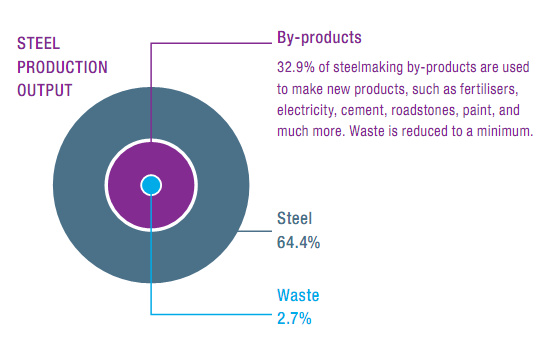 STEEL
PRODUCTION
OUTPUT
By-products
32.9% of steelmaking by-products are used
to make new products, such as fertilisers,
electricity, cement, roadstones, paint, and
much more. Waste is reduced to a minimum.
Steel
64.4%
Waste
2.7%